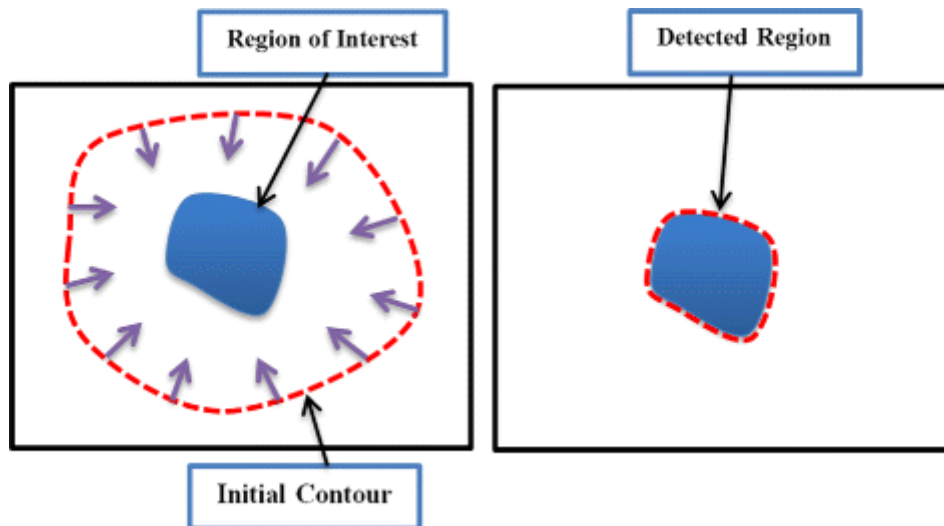 Region of Interest
Detected Region
Initial Contour